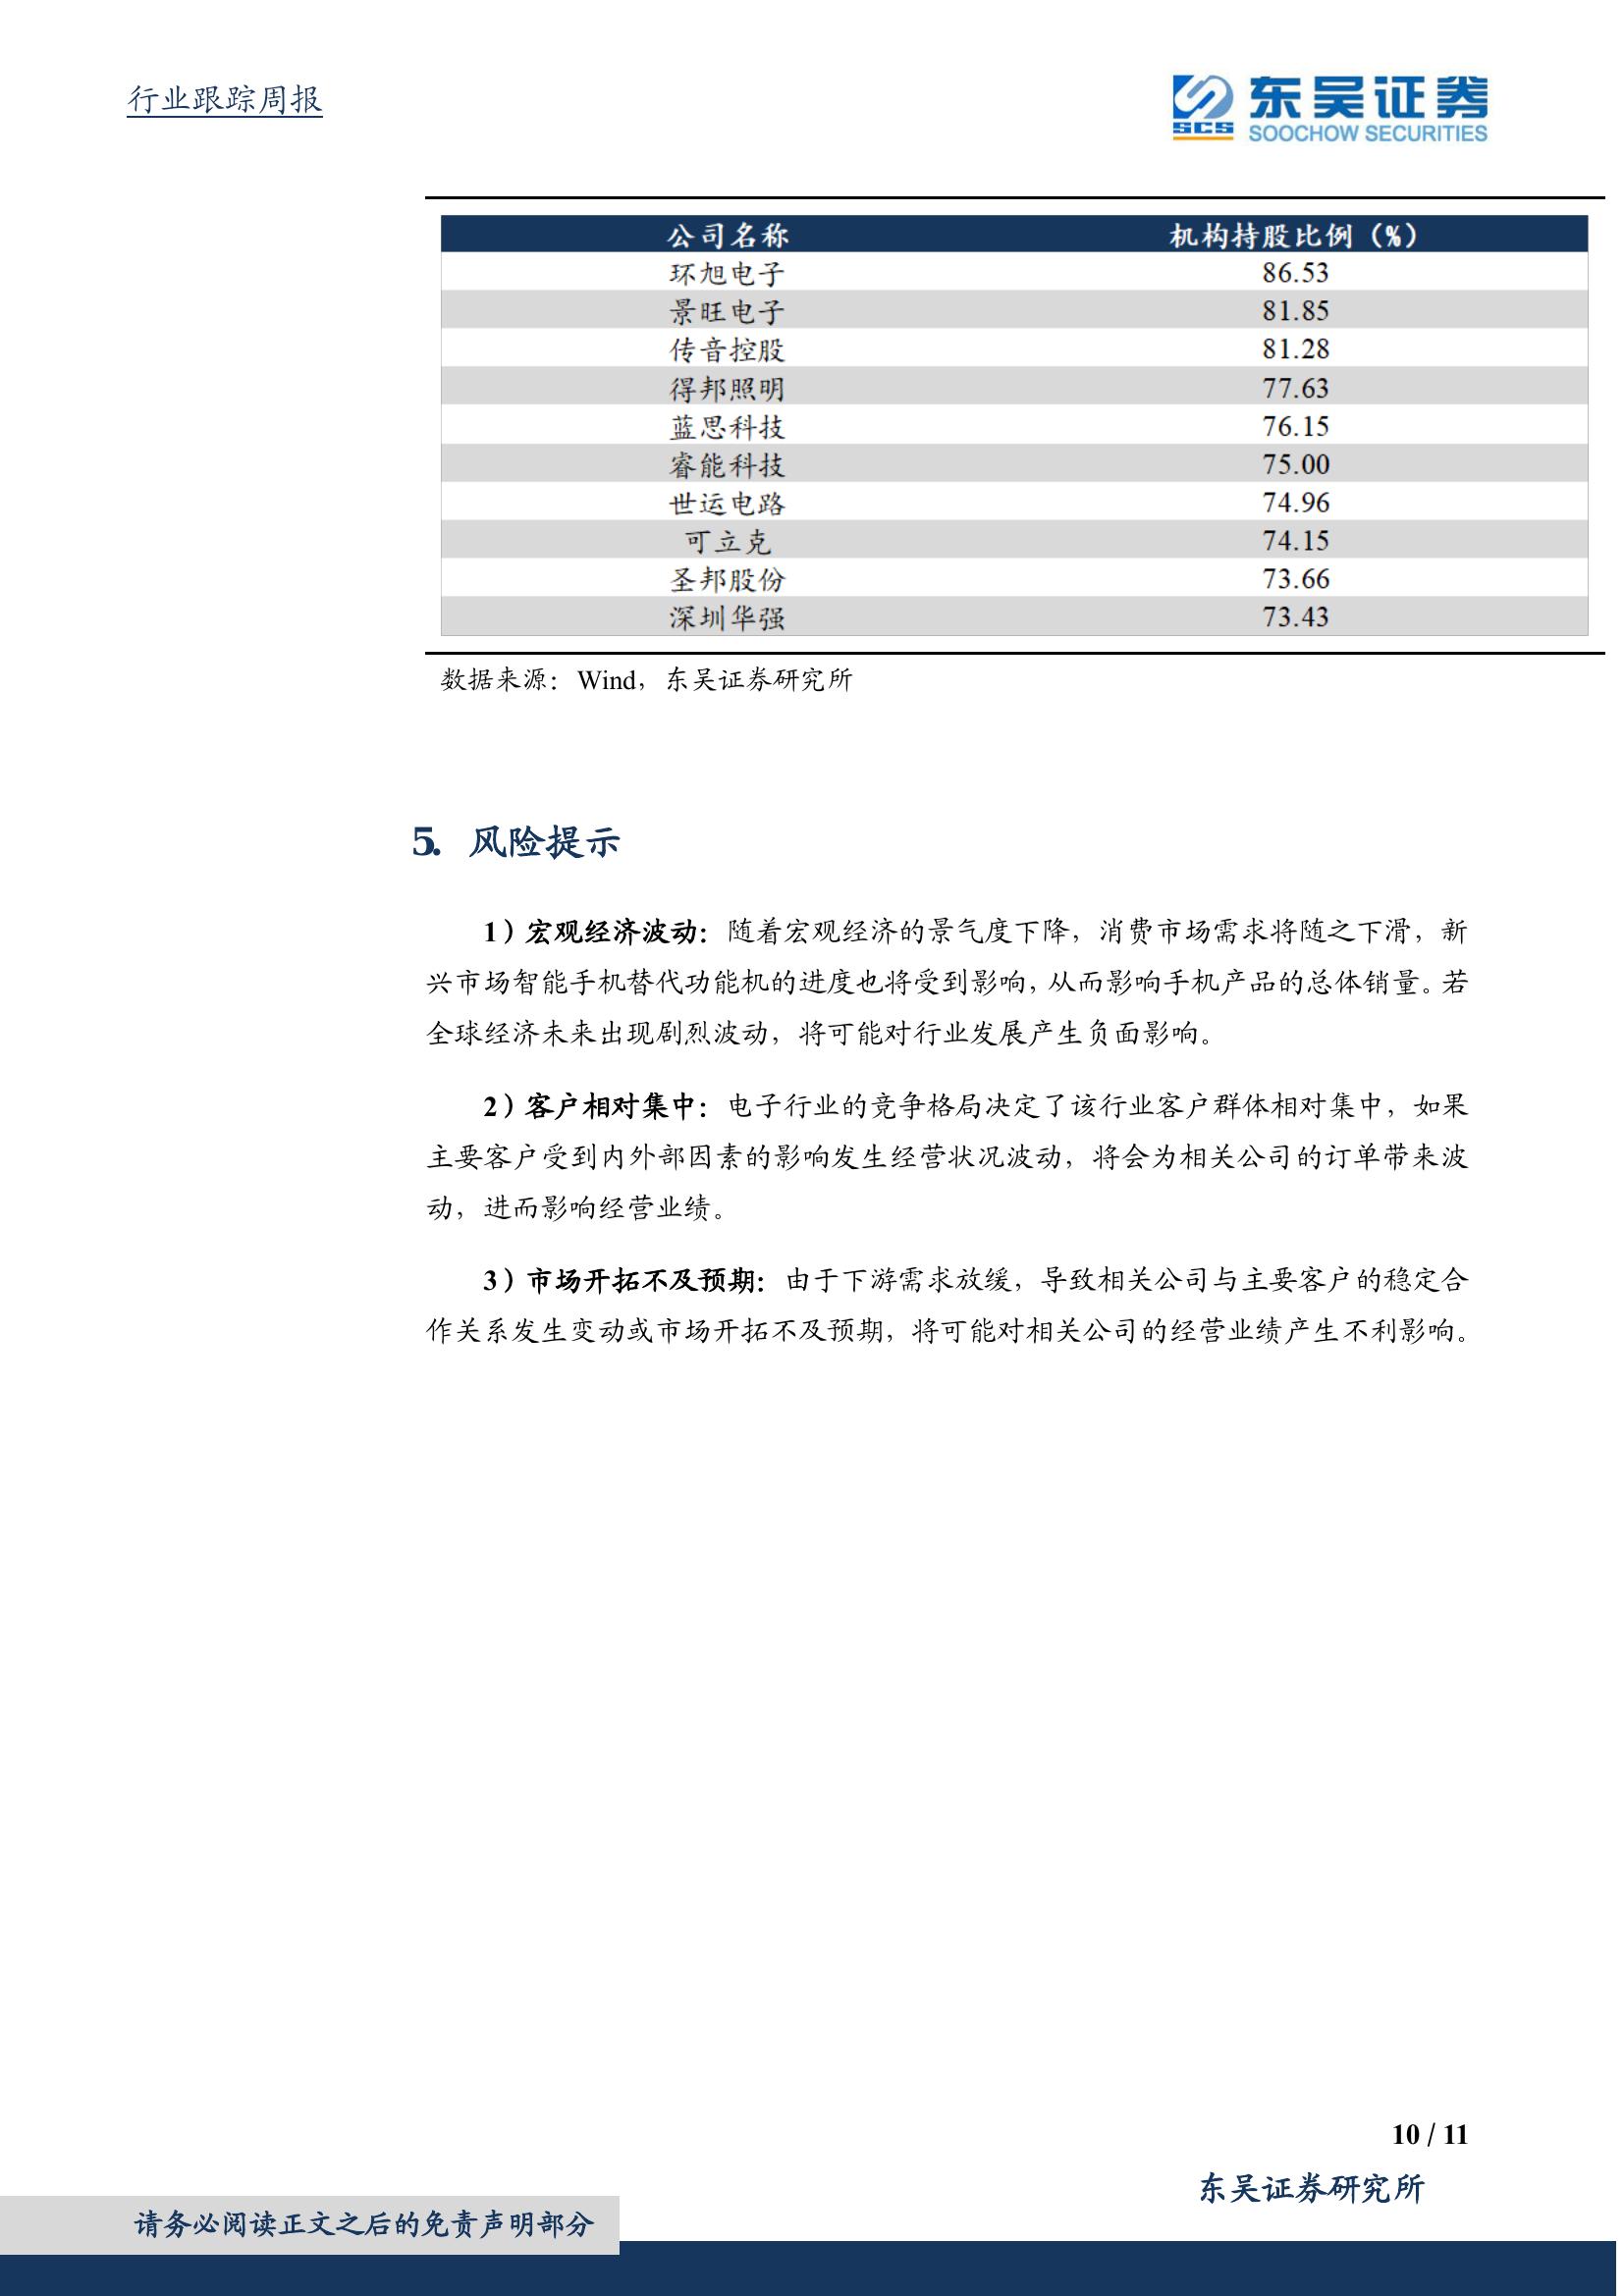 行业跟踪周报
SCS
东吴证券
SOOCHOW SECURITIES
公司名称 机构持股比例（%）
环旭电子 86.53
景旺电子 81.85
传音控股 81.28
得邦照明 77.63
蓝思科技 76.15
睿能科技 75.00
世运电路 74.96
可立克 74.15
圣邦股份 73.66
深圳华强 73.43
数据来源：Wind，东吴证券研究所
5. 风险提示
1）宏观经济波动：随着宏观经济的景气度下降，消费市场需求将随之下滑，新
兴市场智能手机替代功能机的进度也将受到影响，从而影响手机产品的总体销量。若
全球经济未来出现剧烈波动，将可能对行业发展产生负面影响。
2）客户相对集中：电子行业的竞争格局决定了该行业客户群体相对集中，如果
主要客户受到内外部因素的影响发生经营状况波动，将会为相关公司的订单带来波
动，进而影响经营业绩。
3）市场开拓不及预期：由于下游需求放缓，导致相关公司与主要客户的稳定合
作关系发生变动或市场开拓不及预期，将可能对相关公司的经营业绩产生不利影响。
10 / 11
东吴证券研究所
请务必阅读正文之后的免责声明部分